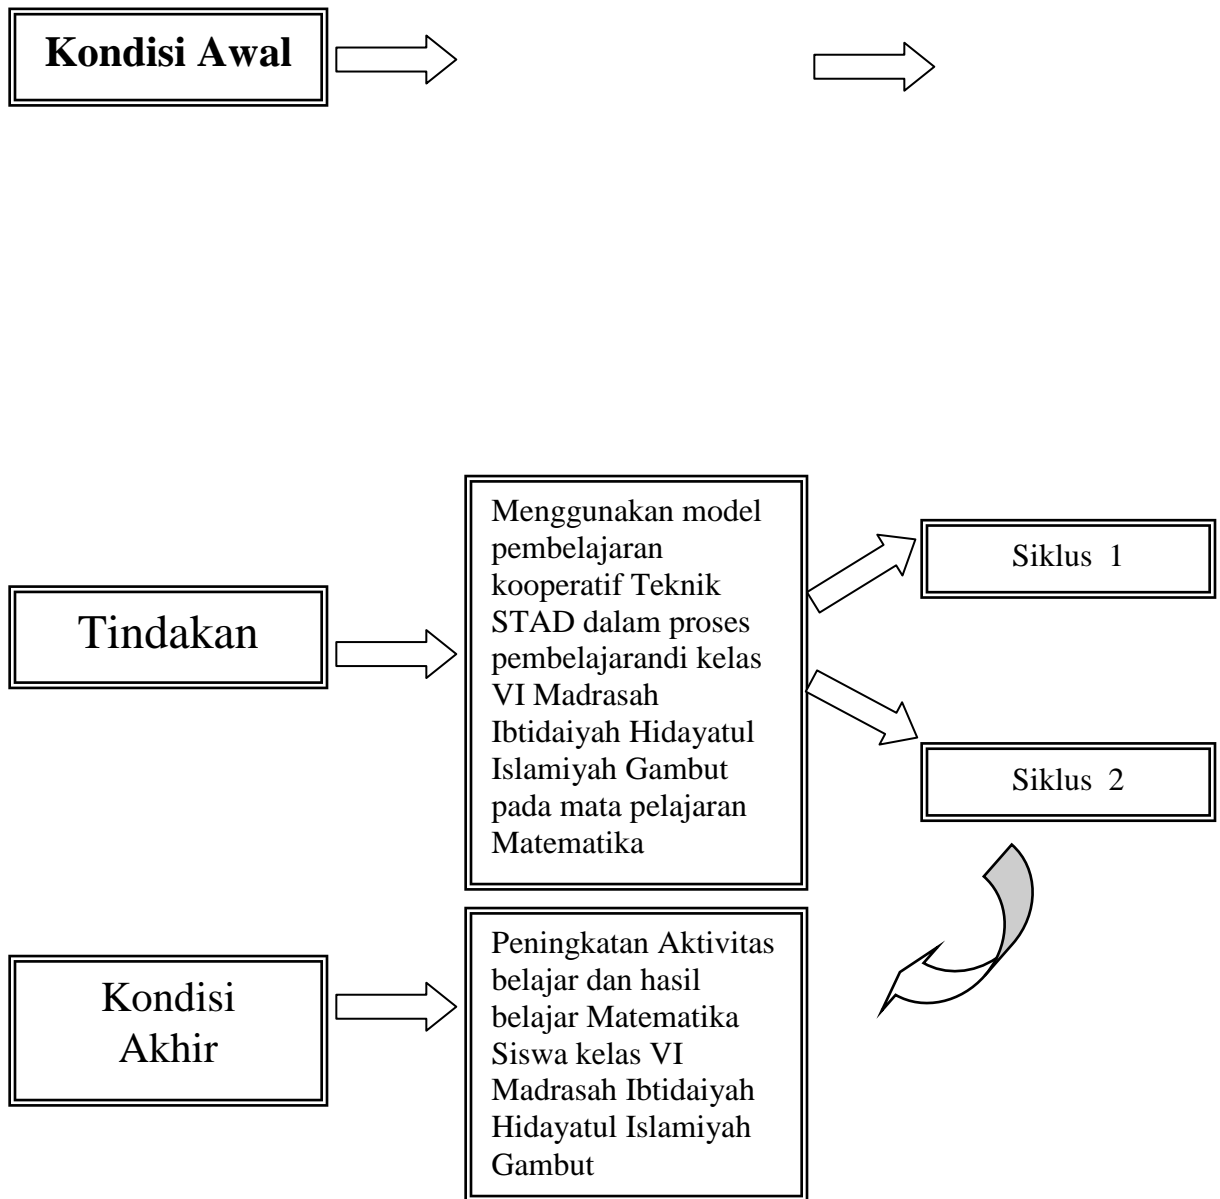 Kondisi Awal
Tindakan
Menggunakan model
pembelajaran
kooperatif Teknik
STAD dalam proses
pembelajarandi kelas
VI Madrasah
Ibtidaiyah Hidayatul
Islamiyah Gambut
pada mata pelajaran
Matematika
Siklus 1
Siklus 2
Kondisi
Akhir
Peningkatan Aktivitas
belajar dan hasil
belajar Matematika
Siswa kelas VI
Madrasah Ibtidaiyah
Hidayatul Islamiyah
Gambut